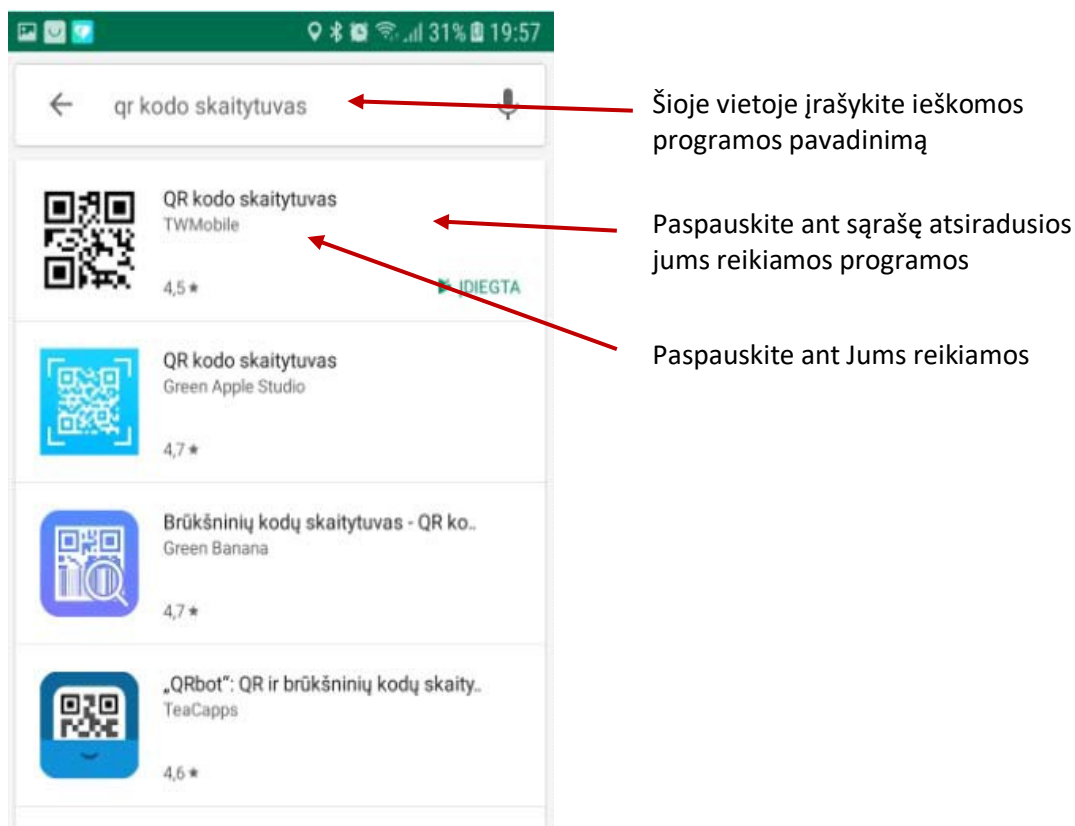 31% 19:57
qr kodo skaitytuvas
Šioje vietoje įrašykite ieškomos
programos pavadinimą
QR kodo skaitytuvas
TWMobile
4,5 ★
ĮDIEGTA
Paspauskite ant sąrašę atsiradusios
jums reikiamos programos
Paspauskite ant Jums reikiamos
QR kodo skaitytuvas
Green Apple Studio
4,7 ★
Brūkšninių kodų skaitytuvas - QR ko..
Green Banana
4,7 ★
„QRbot“: QR ir brūkšninių kodų skaity..
TeaCapps
4,6 ★